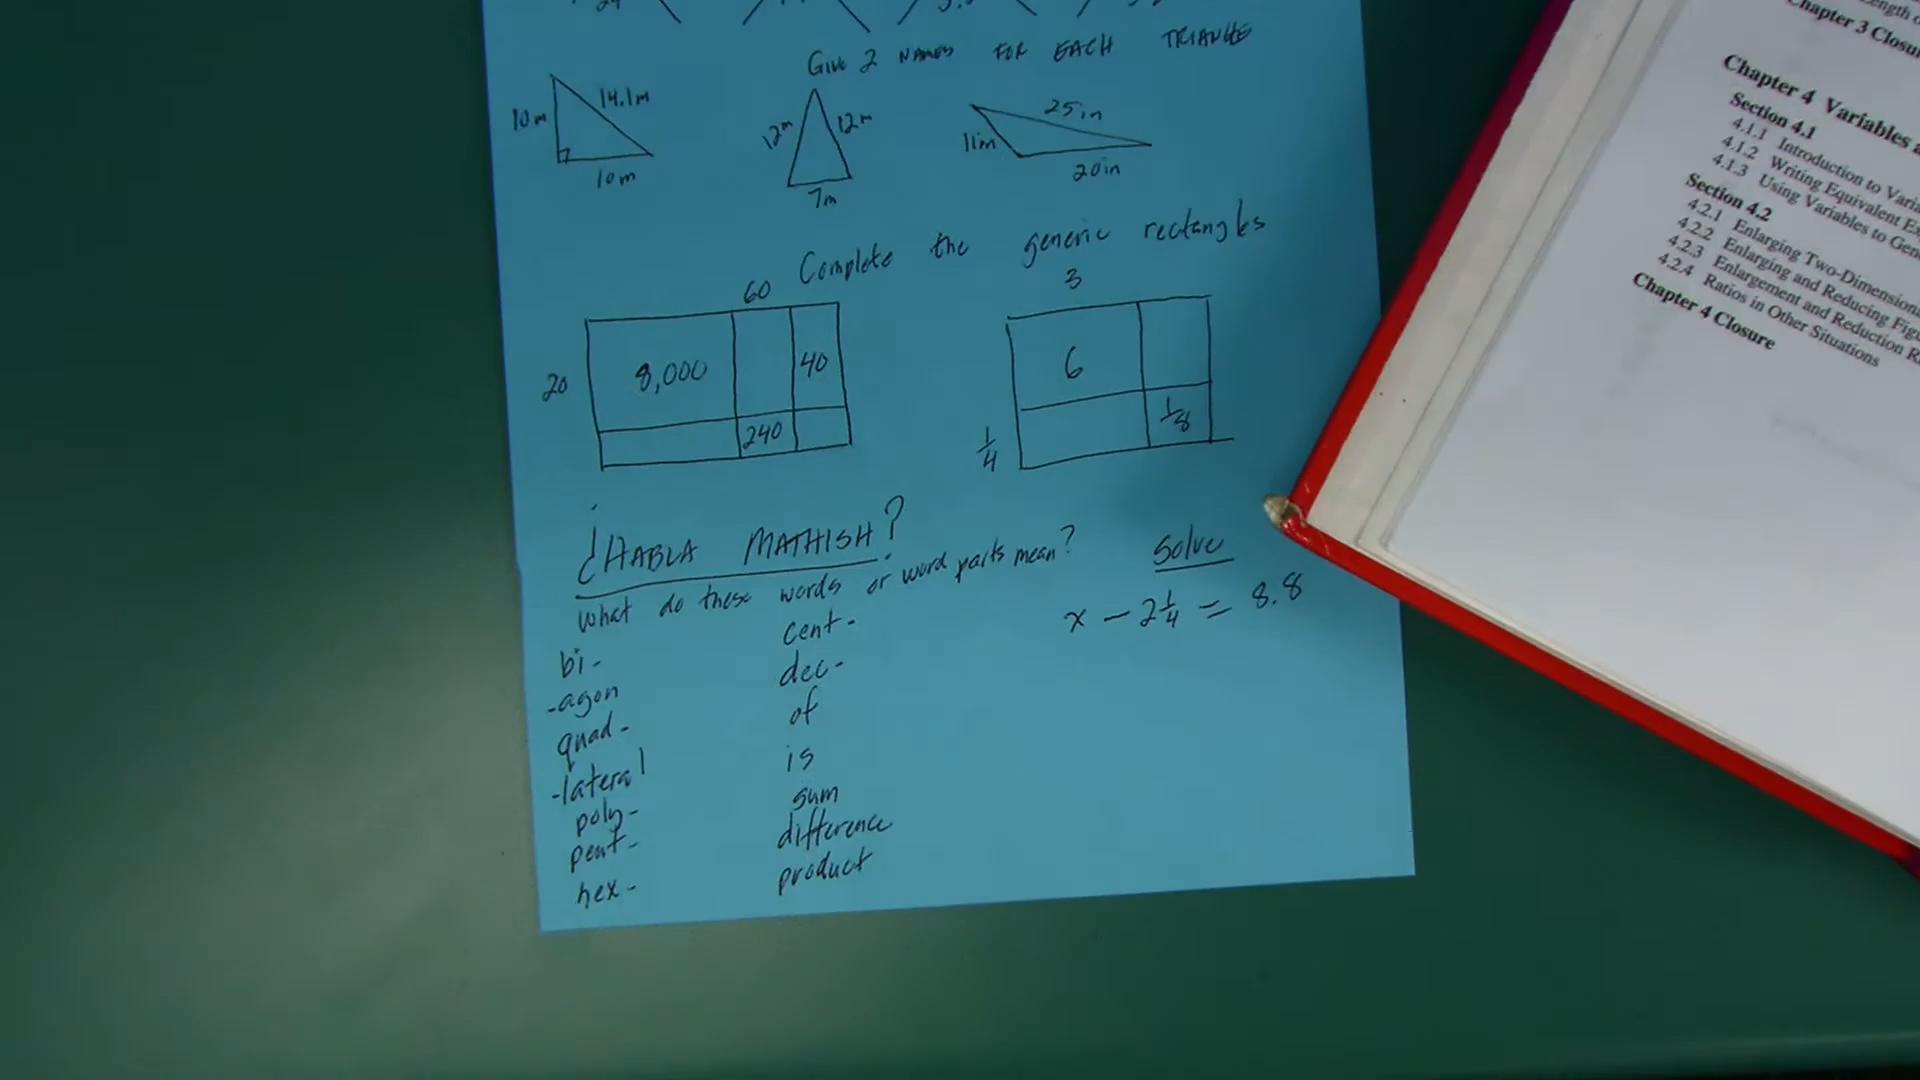 24
GIVE 2 NAMES FOR EACH TRIANGLE
10m
14.1m
10m
12m
12m
7m
11in
25in
20in
Complete the generic rectangles
60
20
8,000
40
240
3
6
1/4
1/8
¿HABLA MATHISH?
What do these words or word parts mean?
bi-
-agon
quad-
-lateral
poly-
pent-
hex-
cent-
dec-
of
is
sum
difference
product
Solve
x - 2 1/4 = 8.8
Chapter 3
Chapter 4 Variables
Section 4.1
4.1.1 Introduction to
4.1.2 Writing Equivalent
4.1.3 Using Variables to
Section 4.2
4.2.1 Enlarging Two-Dimensional
4.2.2 Enlarging and Reducing
4.2.3 Enlargement and Reduction
4.2.4 Ratios in Other Situations
Chapter 4 Closure